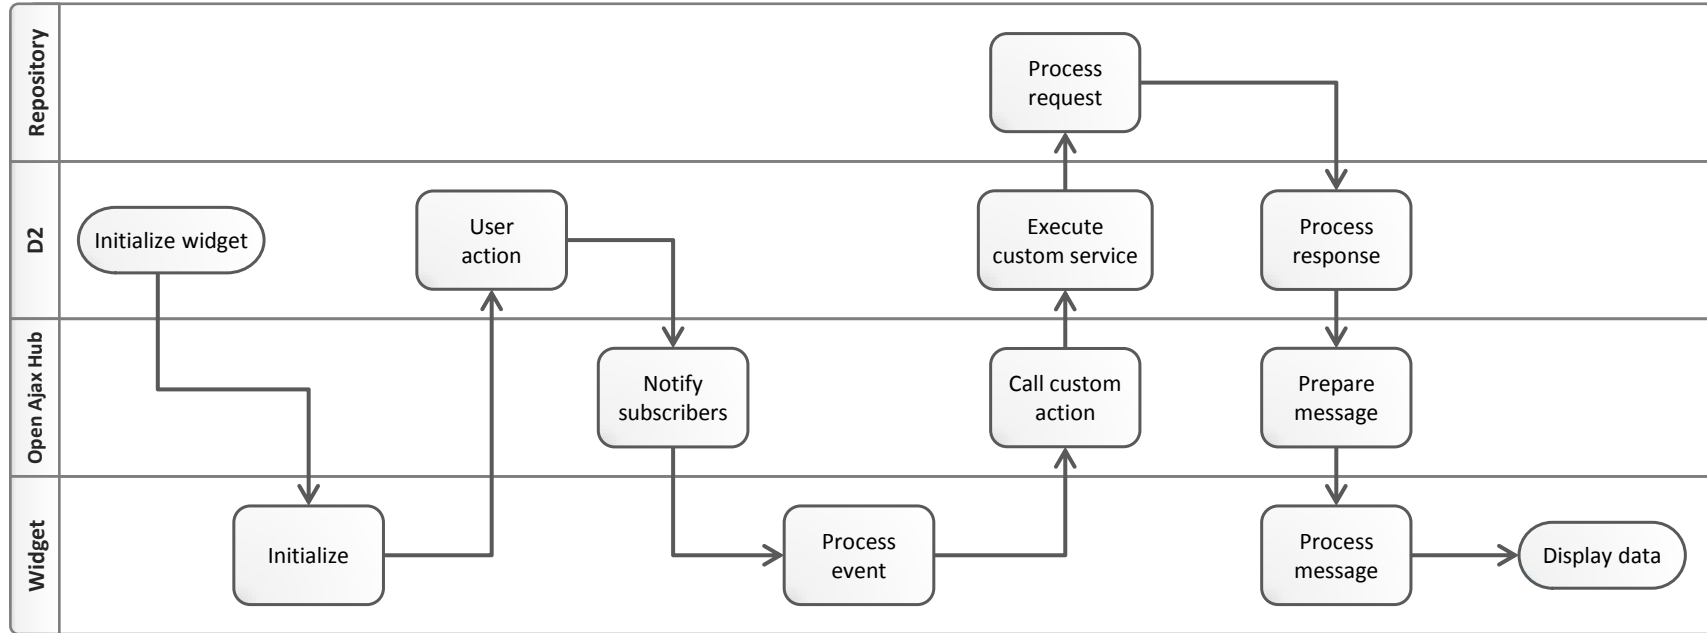 Repository
Process
request
D2
Initialize widget
User
action
Execute
custom service
Process
response
Open Ajax Hub
Notify
subscribers
Call custom
action
Prepare
message
Widget
Initialize
Process
event
Process
message
Display data